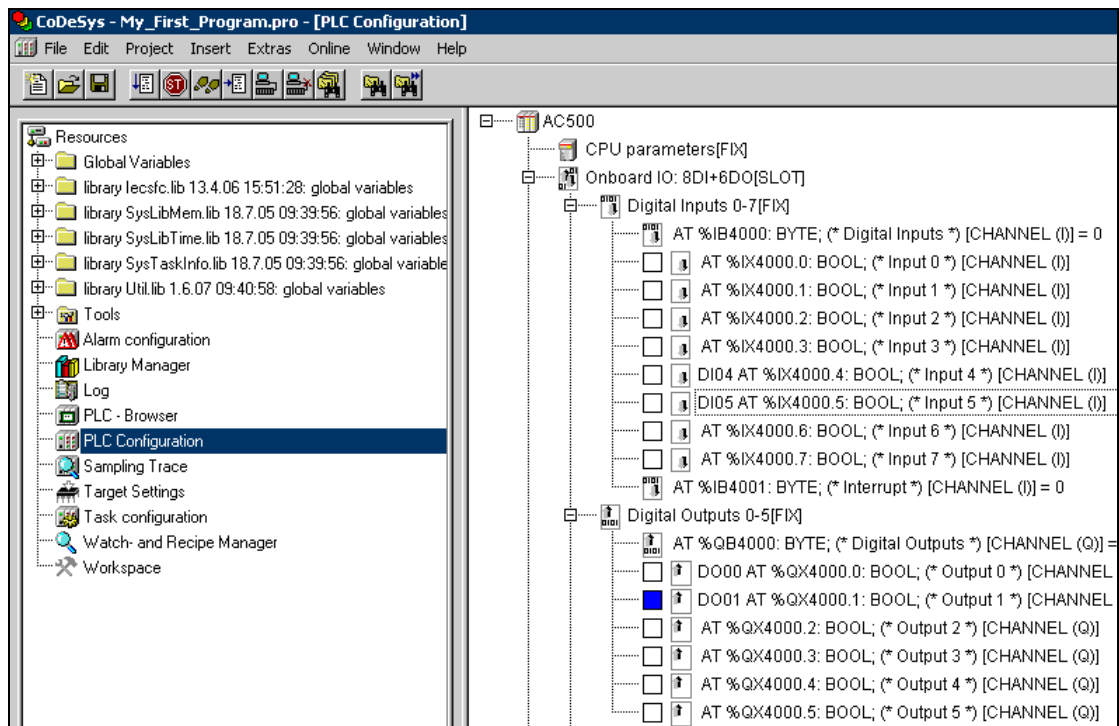 CoDeSys - My_First_Program.pro - [PLC Configuration]
File Edit Project Insert Extras Online Window Help
ST
Resources
Global Variables
library Iecsfc.lib 13.4.06 15:51:28: global variables
library SysLibMem.lib 18.7.05 09:39:56: global variables
library SysLibTime.lib 18.7.05 09:39:56: global variables
library SysTaskInfo.lib 18.7.05 09:39:56: global variable
library Util.lib 1.6.07 09:40:58: global variables
Tools
Alarm configuration
Library Manager
Log
PLC - Browser
PLC Configuration
Sampling Trace
Target Settings
Task configuration
Watch- and Recipe Manager
Workspace
AC500
CPU parameters[FIX]
Onboard IO: 8DI+6DO[SLOT]
Digital Inputs 0-7[FIX]
AT %IB4000: BYTE; (* Digital Inputs *) [CHANNEL (I)] = 0
AT %IX4000.0: BOOL; (* Input 0 *) [CHANNEL (I)]
AT %IX4000.1: BOOL; (* Input 1 *) [CHANNEL (I)]
AT %IX4000.2: BOOL; (* Input 2 *) [CHANNEL (I)]
AT %IX4000.3: BOOL; (* Input 3 *) [CHANNEL (I)]
DI04 AT %IX4000.4: BOOL; (* Input 4 *) [CHANNEL (I)]
DI05 AT %IX4000.5: BOOL; (* Input 5 *) [CHANNEL (I)]
AT %IX4000.6: BOOL; (* Input 6 *) [CHANNEL (I)]
AT %IX4000.7: BOOL; (* Input 7 *) [CHANNEL (I)]
AT %IB4001: BYTE; (* Interrupt *) [CHANNEL (I)] = 0
Digital Outputs 0-5[FIX]
AT %QB4000: BYTE; (* Digital Outputs *) [CHANNEL (Q)] =
DO00 AT %QX4000.0: BOOL; (* Output 0 *) [CHANNEL
DO01 AT %QX4000.1: BOOL; (* Output 1 *) [CHANNEL
AT %QX4000.2: BOOL; (* Output 2 *) [CHANNEL (Q)]
AT %QX4000.3: BOOL; (* Output 3 *) [CHANNEL (Q)]
AT %QX4000.4: BOOL; (* Output 4 *) [CHANNEL (Q)]
AT %QX4000.5: BOOL; (* Output 5 *) [CHANNEL (Q)]